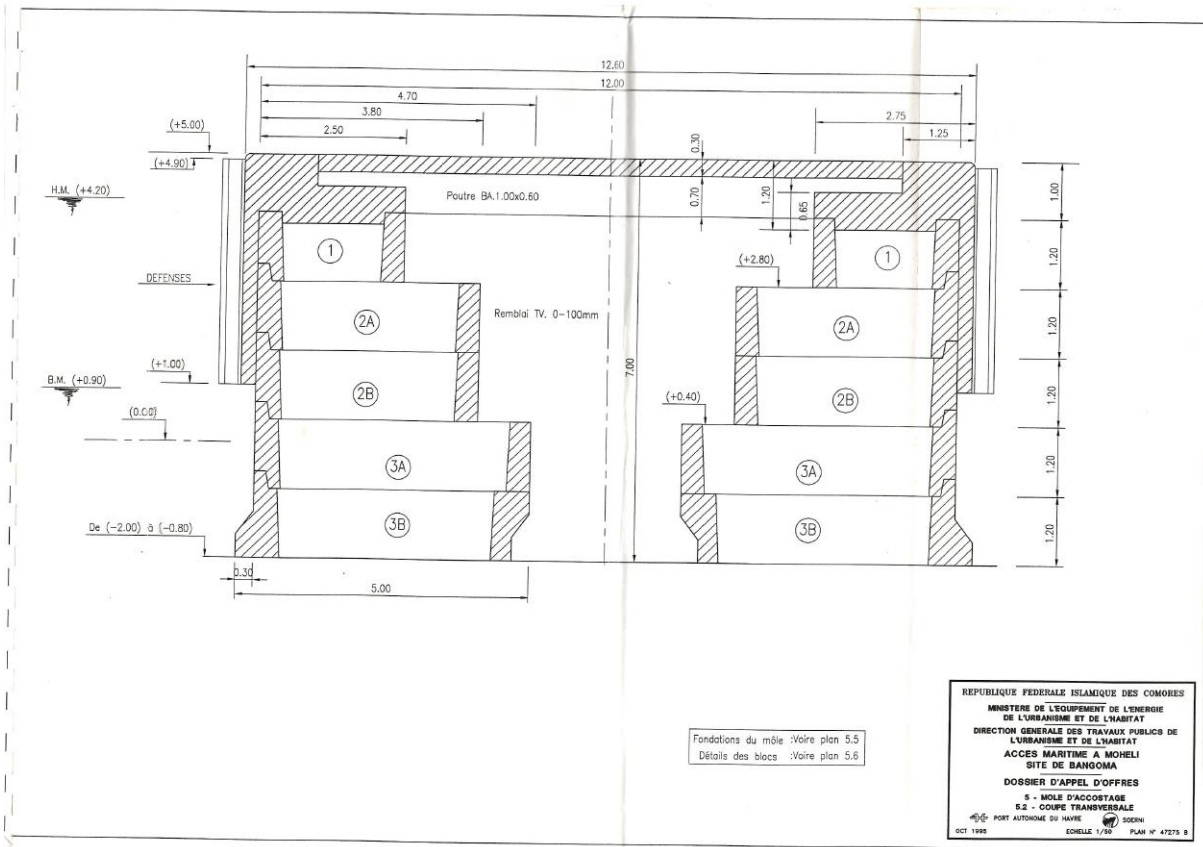 12.60
12.00
4.70
3.80
2.50
2.75
1.25
(+5.00)
(+4.90)
H.M. (+4.20)
0.30
0.70
1.20
0.65
1.00
Poutre BA.1.00x0.60
1
1
1.20
DEFENSES
(+2.80)
Remblai TV. 0-100mm
2A
2A
1.20
7.00
(+1.00)
B.M. (+0.90)
2B
2B
1.20
(+0.40)
(0.00)
3A
3A
1.20
De (-2.00) à (-0.80)
3B
3B
1.20
0.30
5.00
Fondations du môle :Voire plan 5.5
Détails des blocs :Voire plan 5.6
REPUBLIQUE FEDERALE ISLAMIQUE DES COMORES
MINISTERE DE L'EQUIPEMENT DE L'ENERGIE
DE L'URBANISME ET DE L'HABITAT
DIRECTION GENERALE DES TRAVAUX PUBLICS DE
L'URBANISME ET DE L'HABITAT
ACCES MARITIME A MOHELI
SITE DE BANGOMA
DOSSIER D'APPEL D'OFFRES
5 - MOLE D'ACCOSTAGE
5.2 - COUPE TRANSVERSALE
PORT AUTONOME DU HAVRE SOERNI
OCT 1995 ECHELLE 1/50 PLAN N° 47275 B